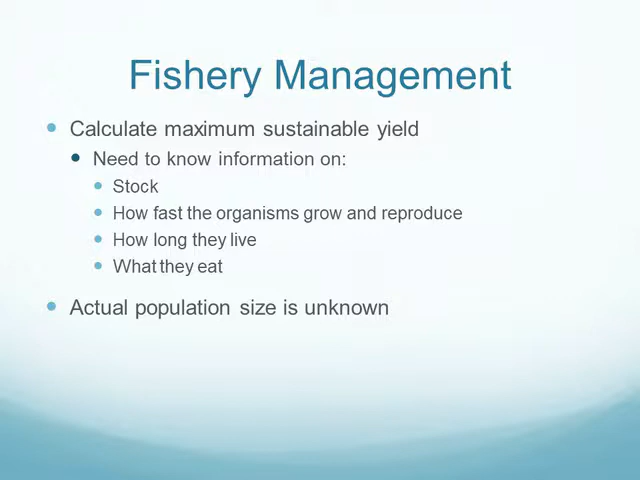 Fishery Management
Calculate maximum sustainable yield
Need to know information on:
Stock
How fast the organisms grow and reproduce
How long they live
What they eat
Actual population size is unknown